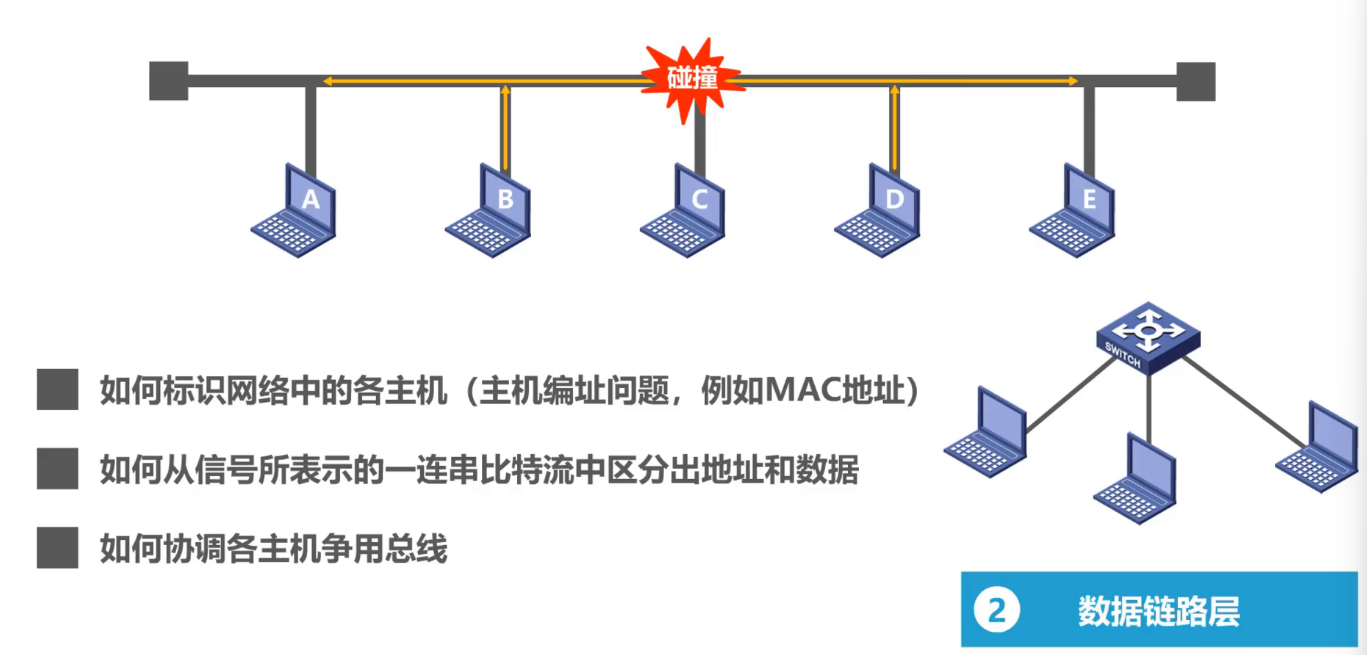 碰撞
A
B
C
D
E
SWITCH
如何标识网络中的各主机（主机编址问题，例如MAC地址）
如何从信号所表示的一连串比特流中区分出地址和数据
如何协调各主机争用总线
2 数据链路层